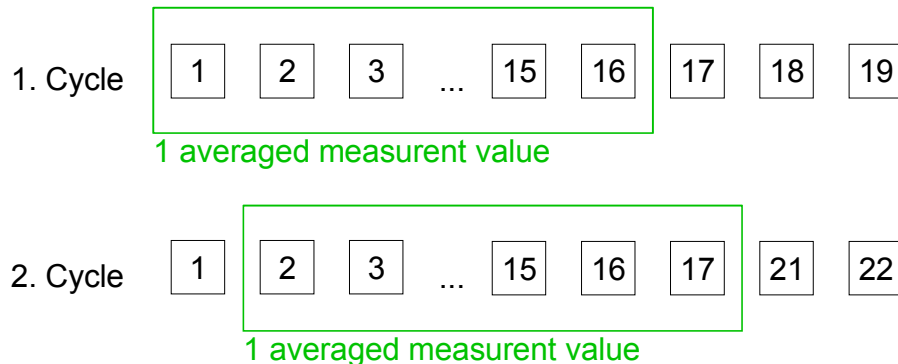 1. Cycle 1 2 3 ... 15 16 17 18 19
1 averaged measurent value
2. Cycle 1 2 3 ... 15 16 17 21 22
1 averaged measurent value